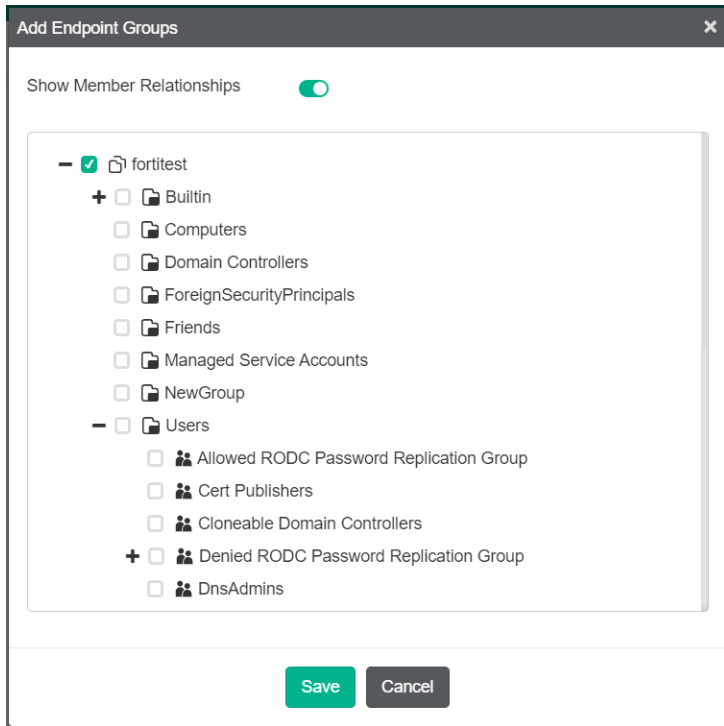 Add Endpoint Groups
Show Member Relationships
fortitest
Builtin
Computers
Domain Controllers
ForeignSecurityPrincipals
Friends
Managed Service Accounts
NewGroup
Users
Allowed RODC Password Replication Group
Cert Publishers
Cloneable Domain Controllers
Denied RODC Password Replication Group
DnsAdmins
Save Cancel